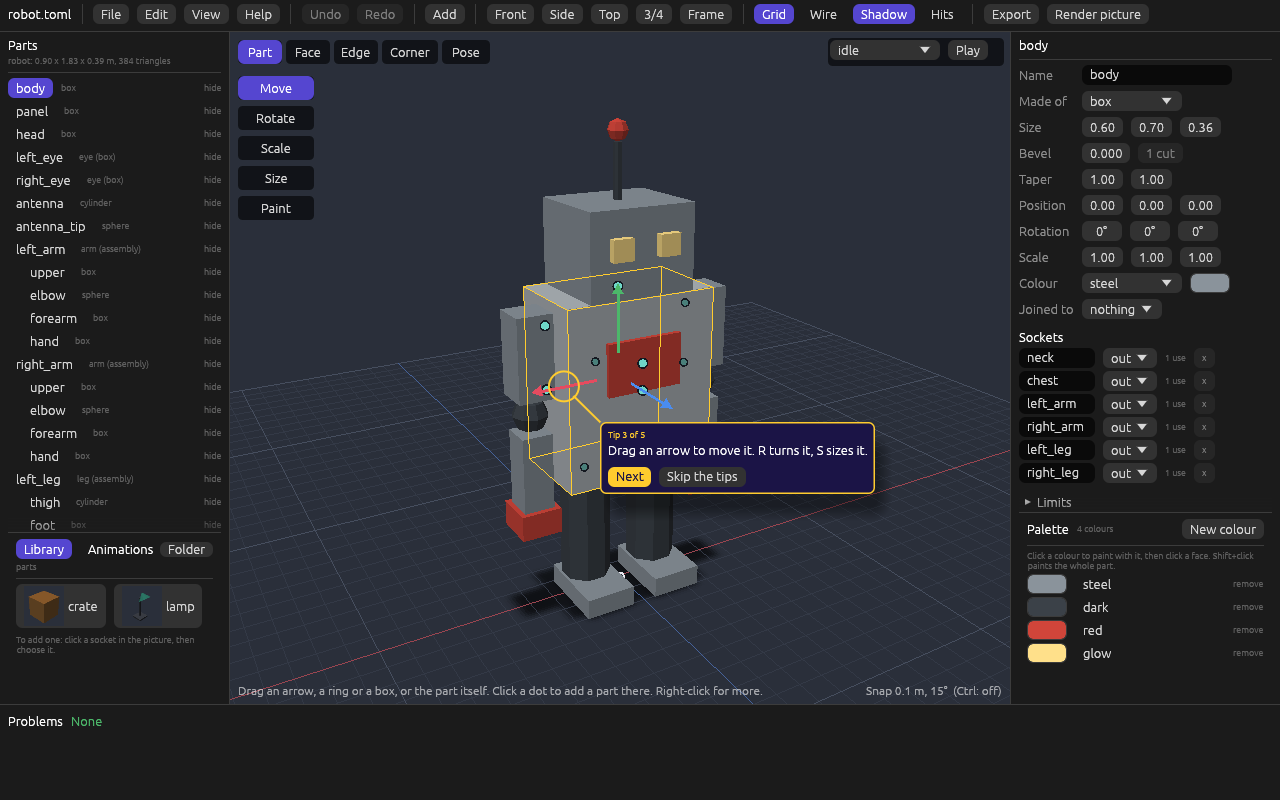 robot.toml File Edit View Help Undo Redo Add Front Side Top 3/4 Frame Grid Wire Shadow Hits Export Render picture
Parts
robot: 0.90 x 1.83 x 0.39 m, 384 triangles
body box hide
panel box hide
head box hide
left_eye eye (box) hide
right_eye eye (box) hide
antenna cylinder hide
antenna_tip sphere hide
left_arm arm (assembly) hide
upper box hide
elbow sphere hide
forearm box hide
hand box hide
right_arm arm (assembly) hide
upper box hide
elbow sphere hide
forearm box hide
hand box hide
left_leg leg (assembly) hide
thigh cylinder hide
foot box hide
Library Animations Folder
parts
crate lamp
To add one: click a socket in the picture, then
choose it.
Part Face Edge Corner Pose
Move
Rotate
Scale
Size
Paint
idle Play
Tip 3 of 5
Drag an arrow to move it. R turns it, S sizes it.
Next Skip the tips
Drag an arrow, a ring or a box, or the part itself. Click a dot to add a part there. Right-click for more.
Snap 0.1 m, 15° (Ctrl: off)
body
Name body
Made of box
Size 0.60 0.70 0.36
Bevel 0.000 1 cut
Taper 1.00 1.00
Position 0.00 0.00 0.00
Rotation 0° 0° 0°
Scale 1.00 1.00 1.00
Colour steel
Joined to nothing
Sockets
neck out 1 use x
chest out 1 use x
left_arm out 1 use x
right_arm out 1 use x
left_leg out 1 use x
right_leg out 1 use x
Limits
Palette 4 colours New colour
Click a colour to paint with it, then click a face. Shift+click
paints the whole part.
steel remove
dark remove
red remove
glow remove
Problems None